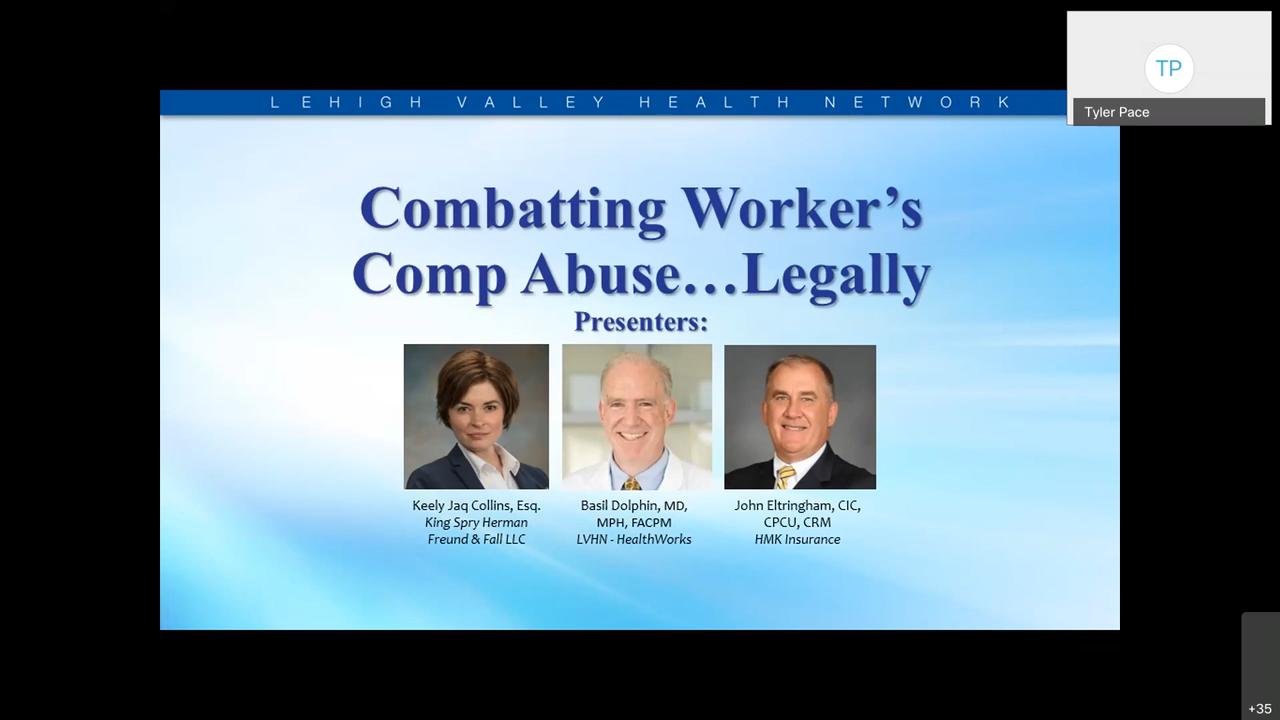 LEHIGH VALLEY HEALTH NETWORK
TP
Tyler Pace
Combatting Worker’s
Comp Abuse…Legally
Presenters:
Keely Jaq Collins, Esq.
King Spry Herman
Freund & Fall LLC
Basil Dolphin, MD,
MPH, FACPM
LVHN - HealthWorks
John Eltringham, CIC,
CPCU, CRM
HMK Insurance
+35